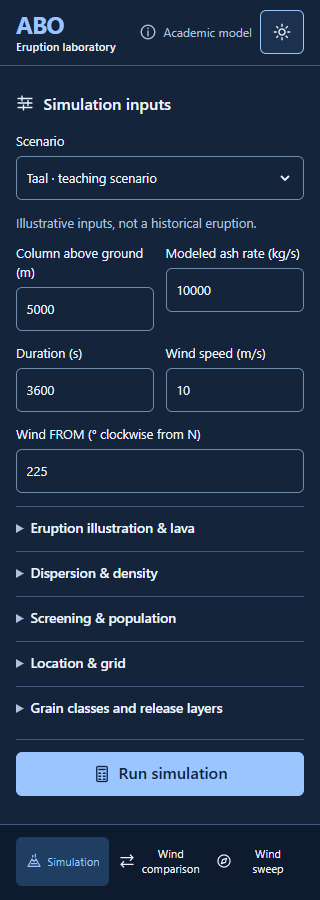 ABO
Eruption laboratory
Academic model
Simulation inputs
Scenario
Taal · teaching scenario
Illustrative inputs, not a historical eruption.
Column above ground
(m)
Modeled ash rate (kg/s)
5000
10000
Duration (s)
Wind speed (m/s)
3600
10
Wind FROM (° clockwise from N)
225
Eruption illustration & lava
Dispersion & density
Screening & population
Location & grid
Grain classes and release layers
Run simulation
Simulation
Wind
comparison
Wind
sweep